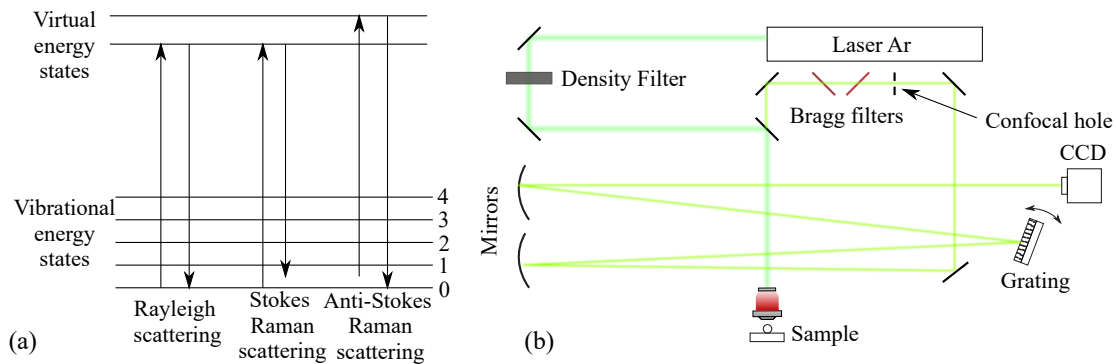 Virtual
energy
states
Vibrational
energy
states
4
3
2
1
0
Rayleigh
scattering
Stokes
Raman
scattering
Anti-Stokes
Raman
scattering
(a)
Laser Ar
Density Filter
Bragg filters
Confocal hole
CCD
Mirrors
Grating
Sample
(b)